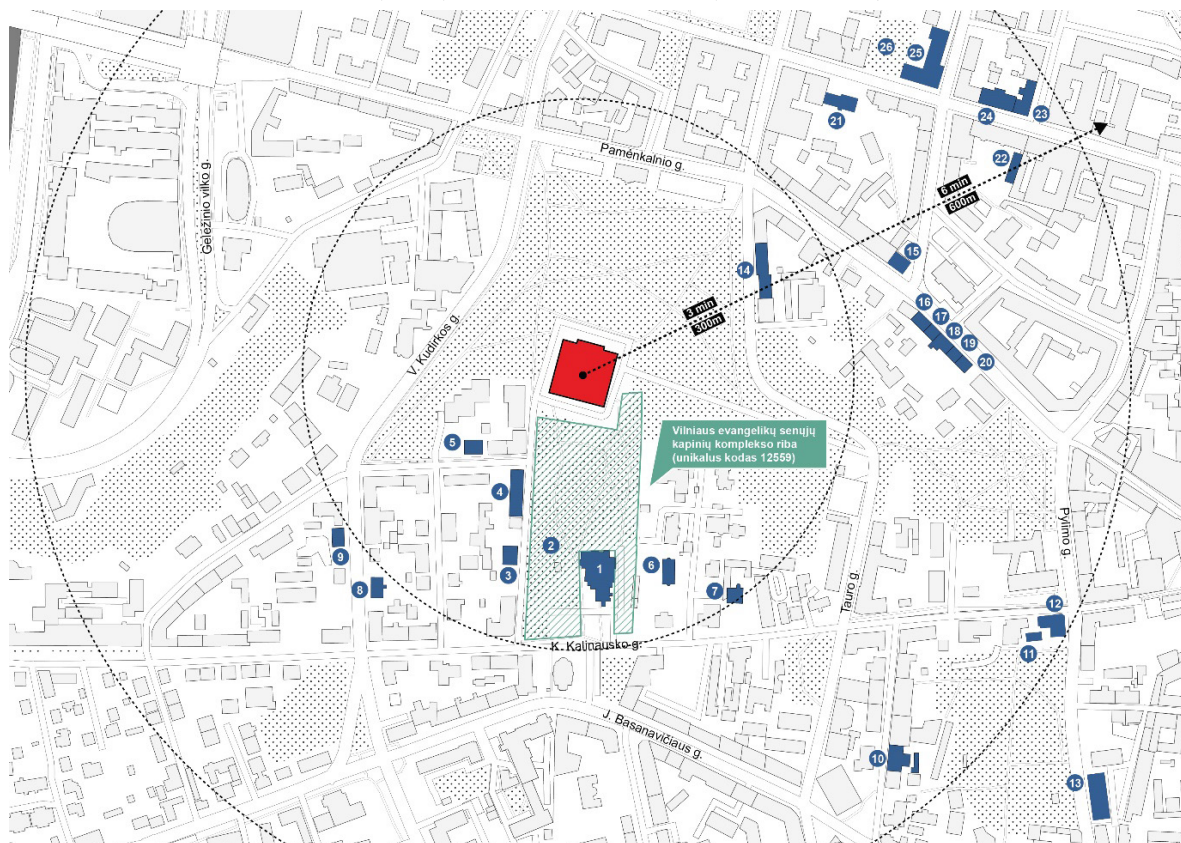 26
25
24
23
21
22
Pamėnkalnio g.
6 min
600m
Geležinio vilko g.
15
14
3 min
300m
16
17
18
19
20
V. Kudirkos g.
Vilniaus evangelikų senųjų
kapinių komplekso riba
(unikalus kodas 12559)
5
4
Pylimo g.
9
2
3
1
6
8
7
Tauro g.
12
11
K. Kalinausko g.
J. Basanavičiaus g.
10
13